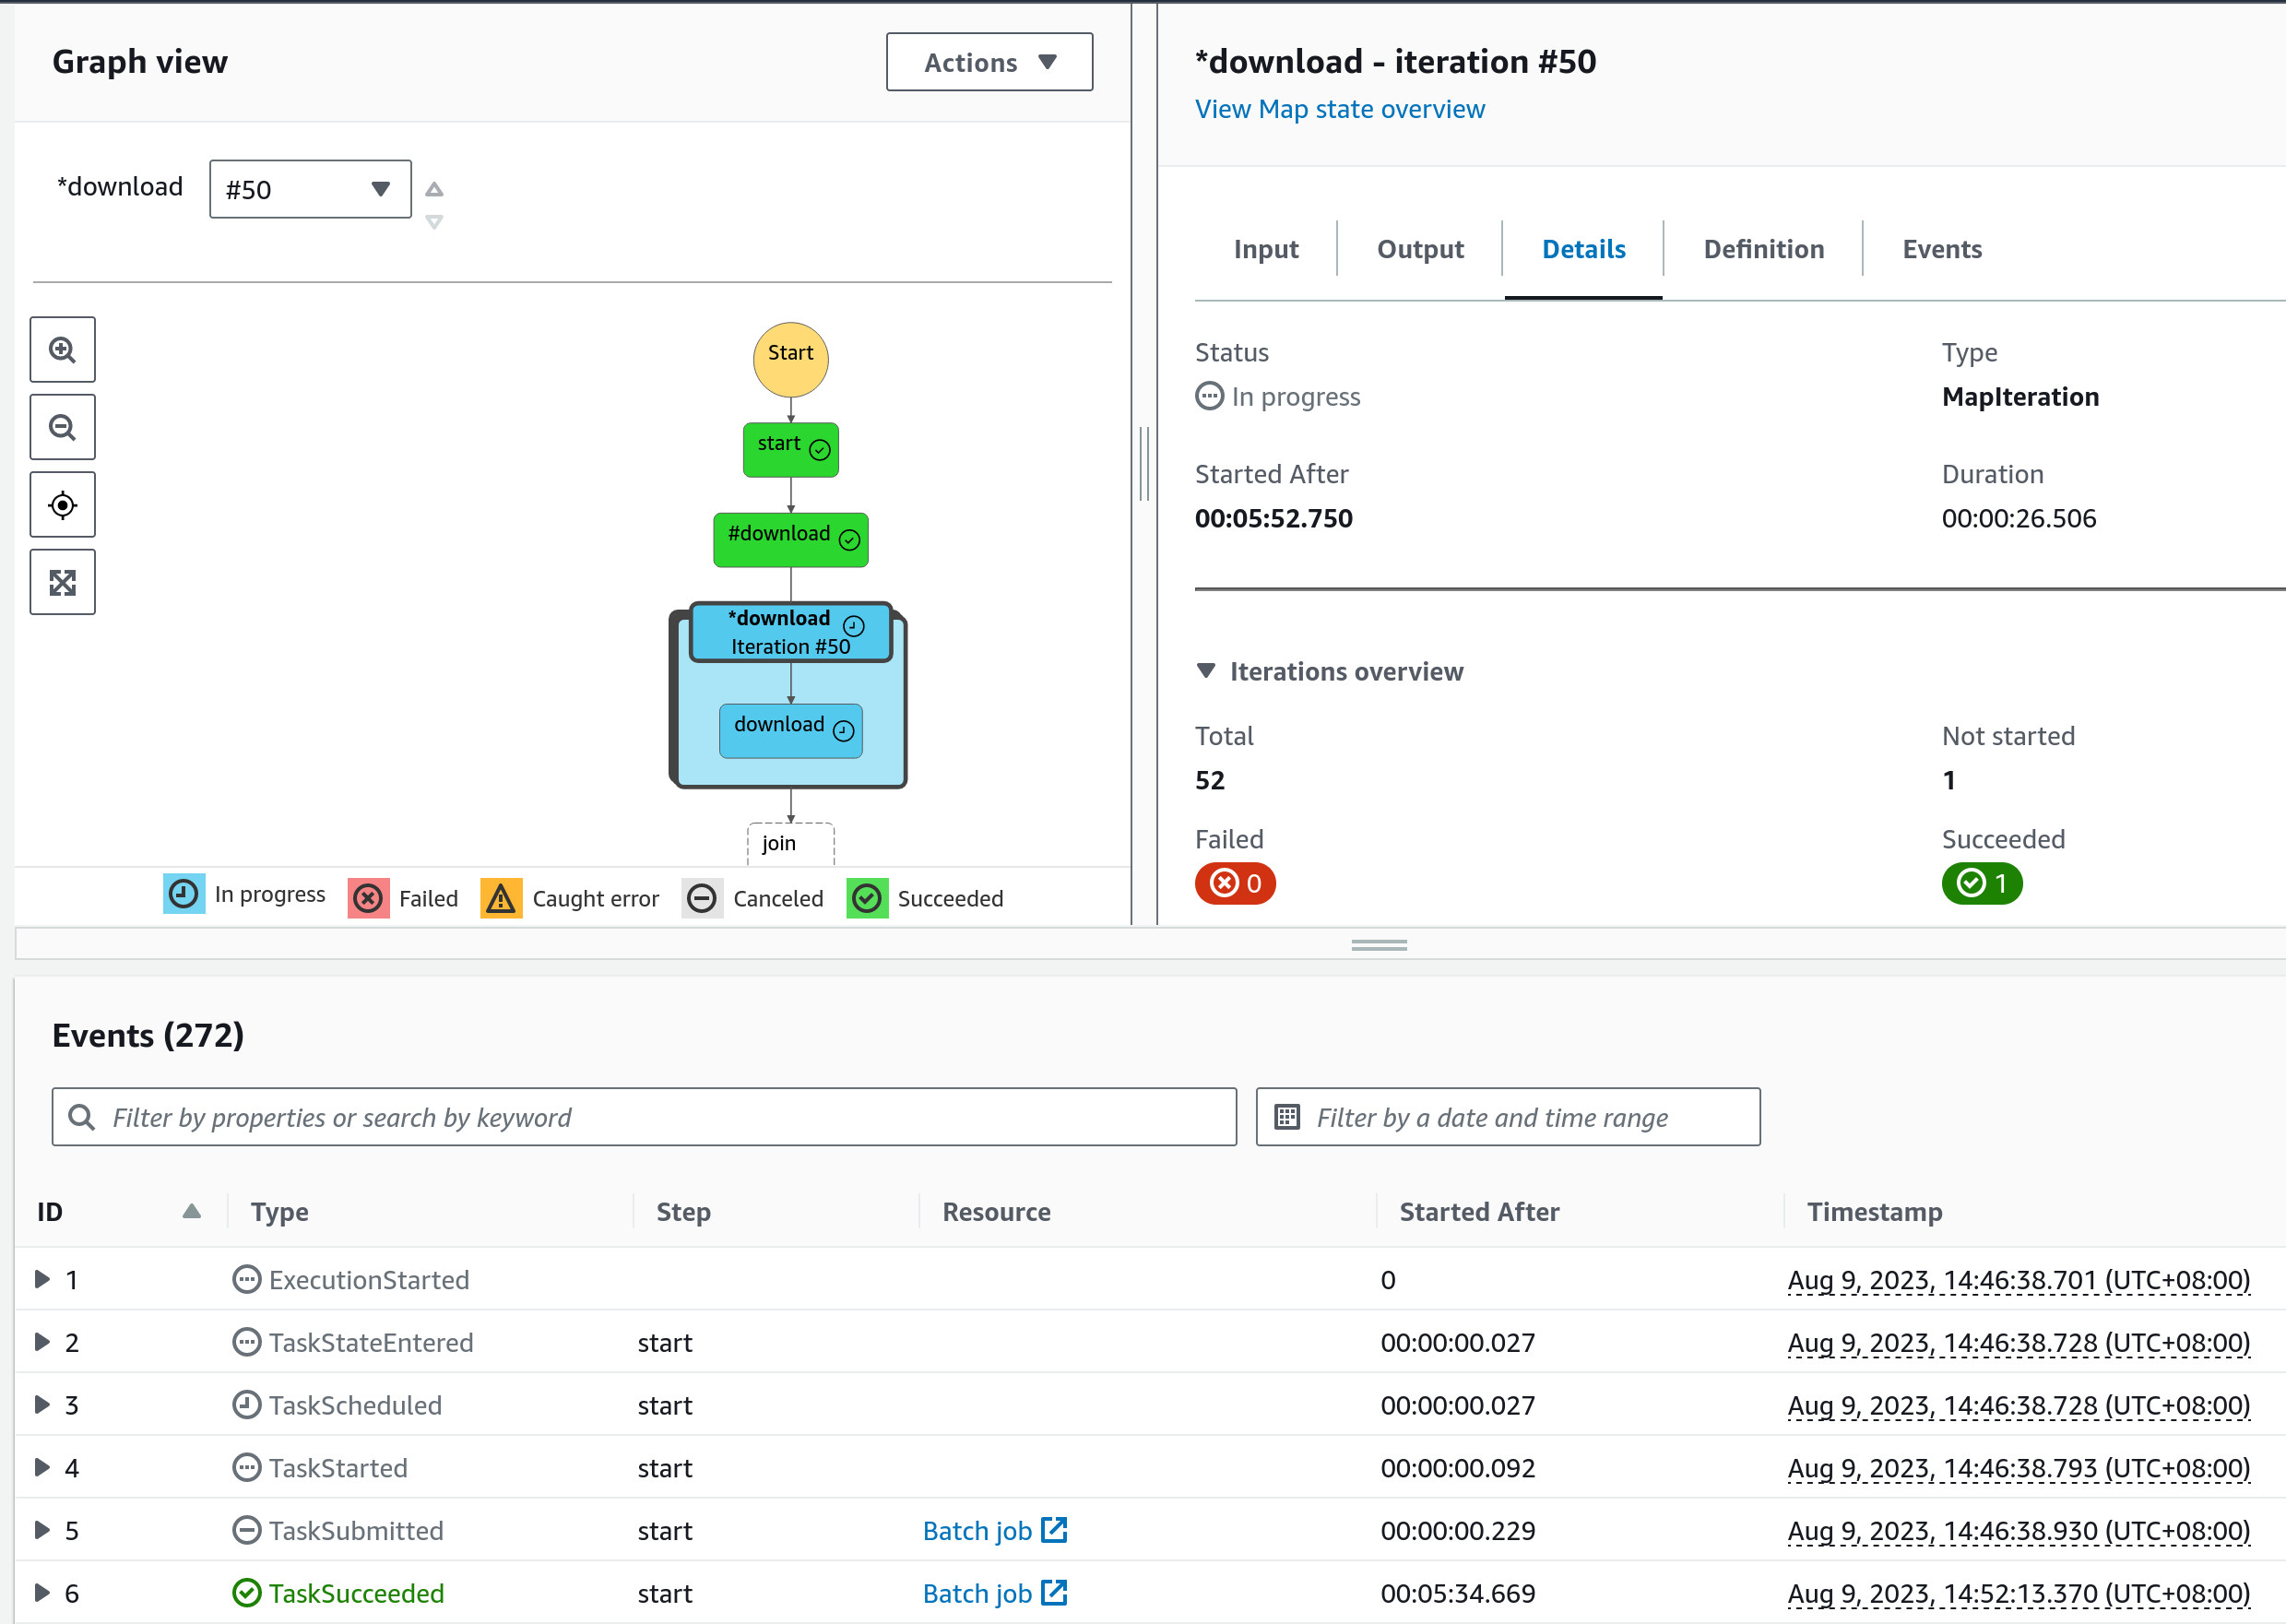 Graph view
Actions
*download
#50
Start
start
#download
*download
Iteration #50
download
join
In progress
Failed
Caught error
Canceled
Succeeded
*download - iteration #50
View Map state overview
Input Output Details Definition Events
Status Type
In progress MapIteration
Started After Duration
00:05:52.750 00:00:26.506
Iterations overview
Total Not started
52 1
Failed Succeeded
0 1
Events (272)
Filter by properties or search by keyword Filter by a date and time range
ID Type Step Resource Started After Timestamp
1 ExecutionStarted 0 Aug 9, 2023, 14:46:38.701 (UTC+08:00)
2 TaskStateEntered start 00:00:00.027 Aug 9, 2023, 14:46:38.728 (UTC+08:00)
3 TaskScheduled start 00:00:00.027 Aug 9, 2023, 14:46:38.728 (UTC+08:00)
4 TaskStarted start 00:00:00.092 Aug 9, 2023, 14:46:38.793 (UTC+08:00)
5 TaskSubmitted start Batch job 00:00:00.229 Aug 9, 2023, 14:46:38.930 (UTC+08:00)
6 TaskSucceeded start Batch job 00:05:34.669 Aug 9, 2023, 14:52:13.370 (UTC+08:00)